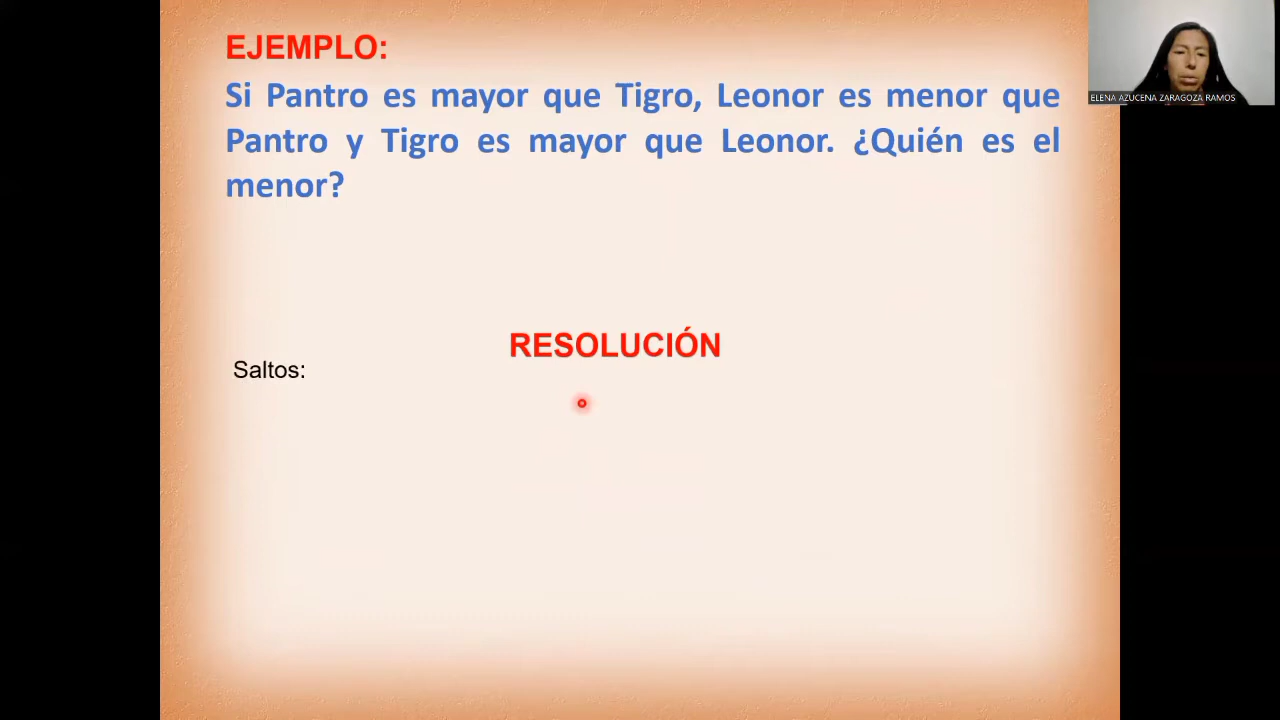 EJEMPLO:
Si Pantro es mayor que Tigro, Leonor es menor que
Pantro y Tigro es mayor que Leonor. ¿Quién es el
menor?
RESOLUCIÓN
Saltos:
ELENA AZUCENA ZARAGOZA RAMOS